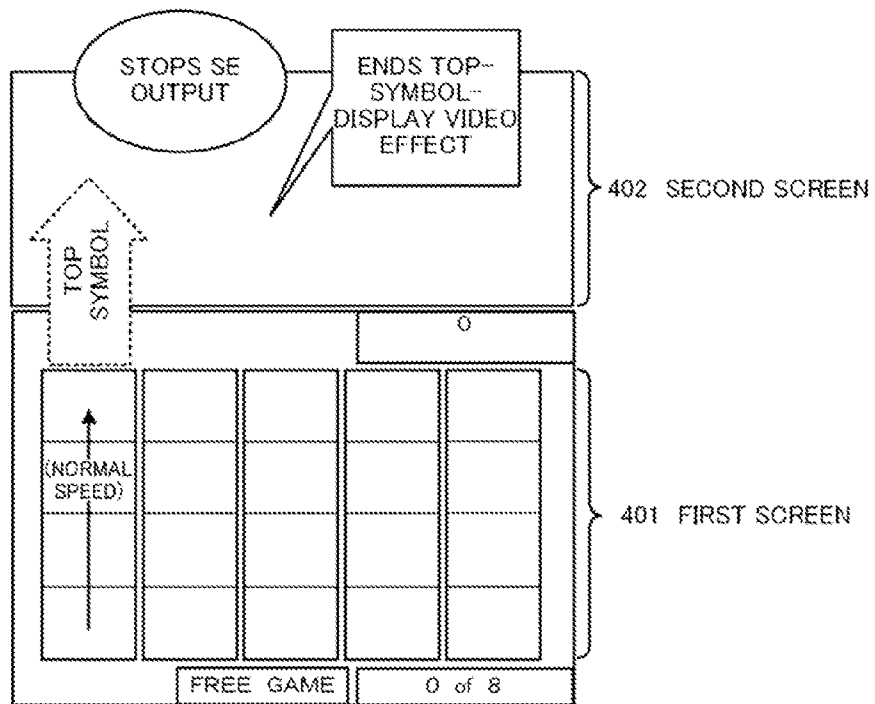 STOPS SE
OUTPUT
ENDS TOP-
SYMBOL-
DISPLAY VIDEO
EFFECT
402 SECOND SCREEN
TOP
SYMBOL
0
(NORMAL
SPEED)
401 FIRST SCREEN
FREE GAME
0 of 8